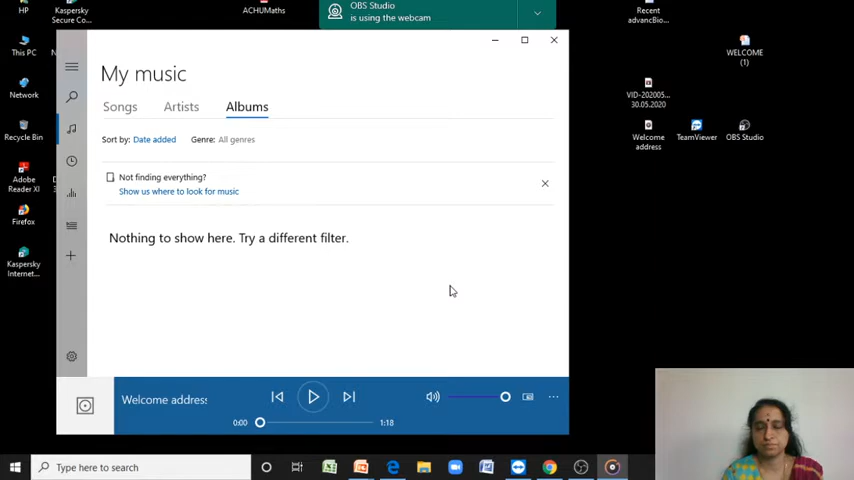 HP
Kaspersky
Secure Co...
ACHUMaths
OBS Studio
is using the webcam
Recent
advancBio...
This PC
N
Network
Recycle Bin
D
3
Adobe
Reader XI
Firefox
Kaspersky
Internet...
WELCOME
(1)
VID-202005...
30.05.2020
Welcome
address
TeamViewer
OBS Studio
My music
Songs Artists Albums
Sort by: Date added Genre: All genres
Not finding everything?
Show us where to look for music
Nothing to show here. Try a different filter.
Welcome address
0:00 1:18
Type here to search